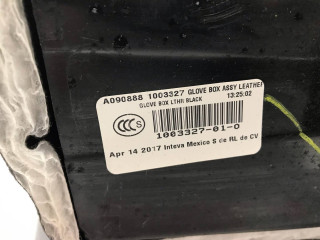 A090888 1003327 GLOVE BOX ASSY LEATHER
13:25:02
GLOVE BOX LTHR BLACK
CCC S
1003327-01-0
Apr 14 2017 Inteva Mexico S de RL de CV